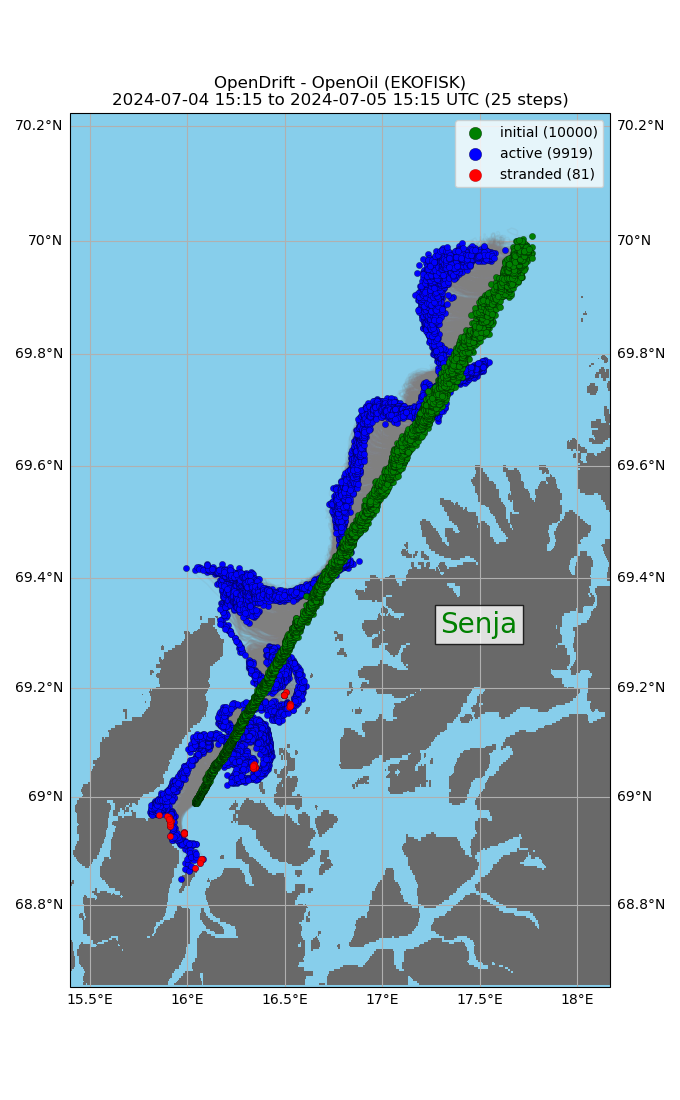 OpenDrift - OpenOil (EKOFISK)
2024-07-04 15:15 to 2024-07-05 15:15 UTC (25 steps)
initial (10000)
active (9919)
stranded (81)
70.2°N
70.2°N
70°N
70°N
69.8°N
69.8°N
69.6°N
69.6°N
69.4°N
69.4°N
Senja
69.2°N
69.2°N
69°N
69°N
68.8°N
68.8°N
15.5°E
16°E
16.5°E
17°E
17.5°E
18°E